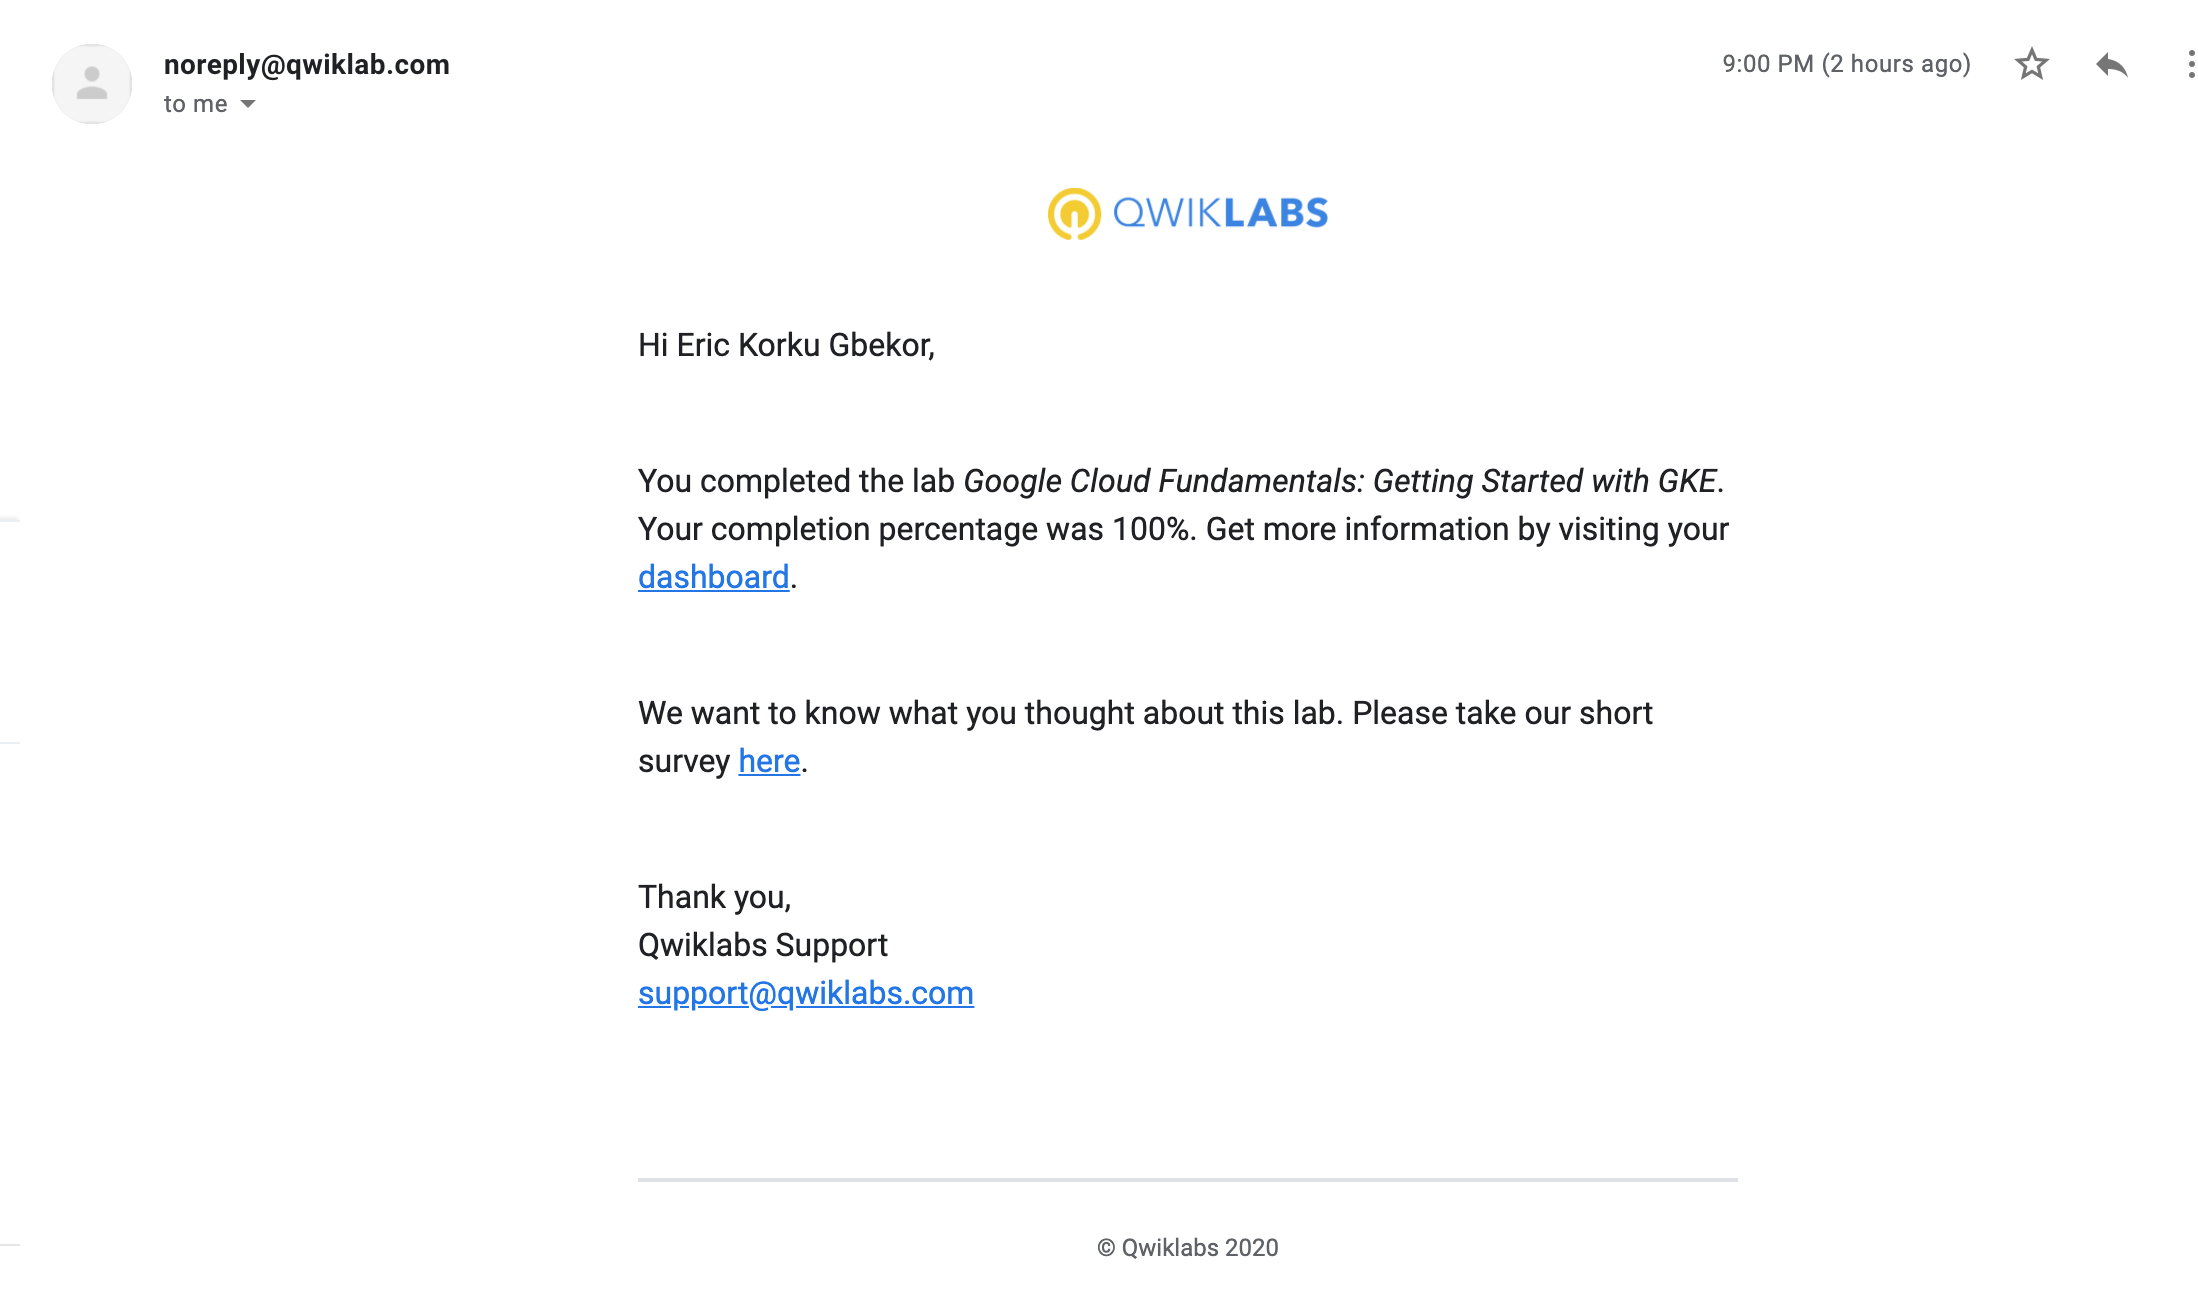 noreply@qwiklab.com
9:00 PM (2 hours ago)
to me
QWIKLABS
Hi Eric Korku Gbekor,
You completed the lab Google Cloud Fundamentals: Getting Started with GKE.
Your completion percentage was 100%. Get more information by visiting your
dashboard.
We want to know what you thought about this lab. Please take our short
survey here.
Thank you,
Qwiklabs Support
support@qwiklabs.com
© Qwiklabs 2020